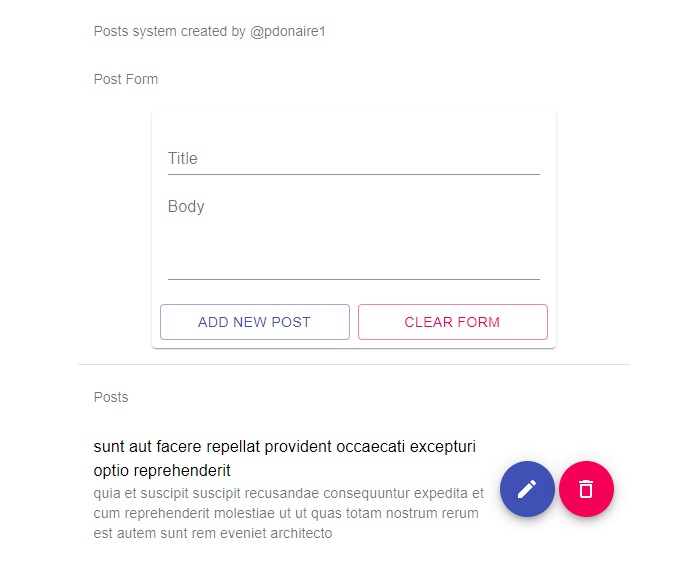 Posts system created by @pdonaire1
Post Form
Title
Body
ADD NEW POST
CLEAR FORM
Posts
sunt aut facere repellat provident occaecati excepturi
optio reprehenderit
quia et suscipit suscipit recusandae consequuntur expedita et
cum reprehenderit molestiae ut ut quas totam nostrum rerum
est autem sunt rem eveniet architecto